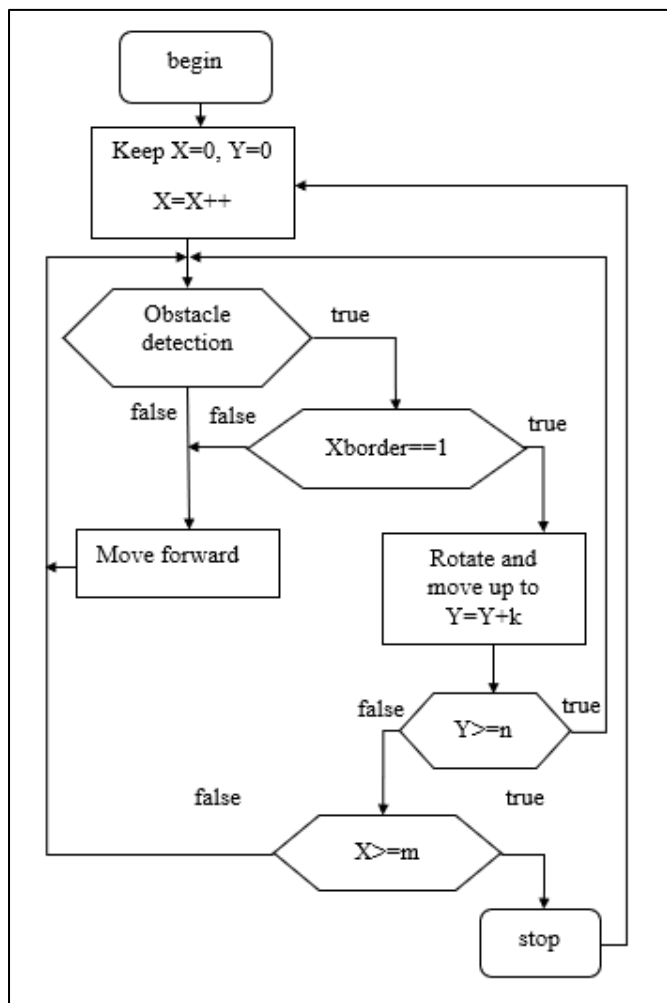 begin
Keep X=0, Y=0
X=X++
Obstacle
detection
true
false
false
Xborder==1
true
Move forward
Rotate and
move up to
Y=Y+k
false
Y>=n
true
false
true
X>=m
stop